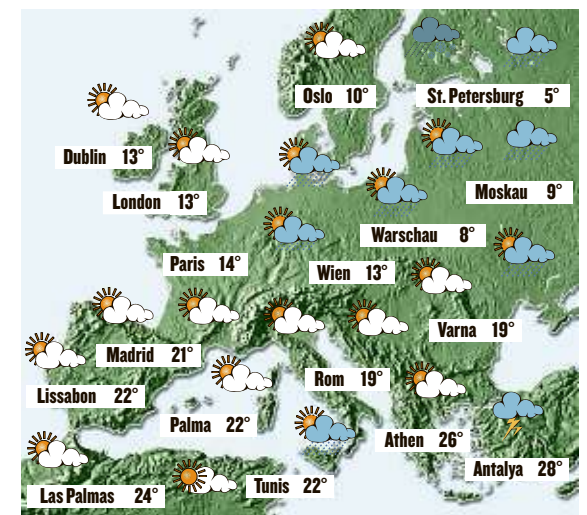 Oslo 10°
St. Petersburg 5°
Dublin 13°
London 13°
Moskau 9°
Warschau 8°
Paris 14°
Wien 13°
Varna 19°
Madrid 21°
Rom 19°
Lissabon 22°
Palma 22°
Athen 26°
Antalya 28°
Las Palmas 24°
Tunis 22°